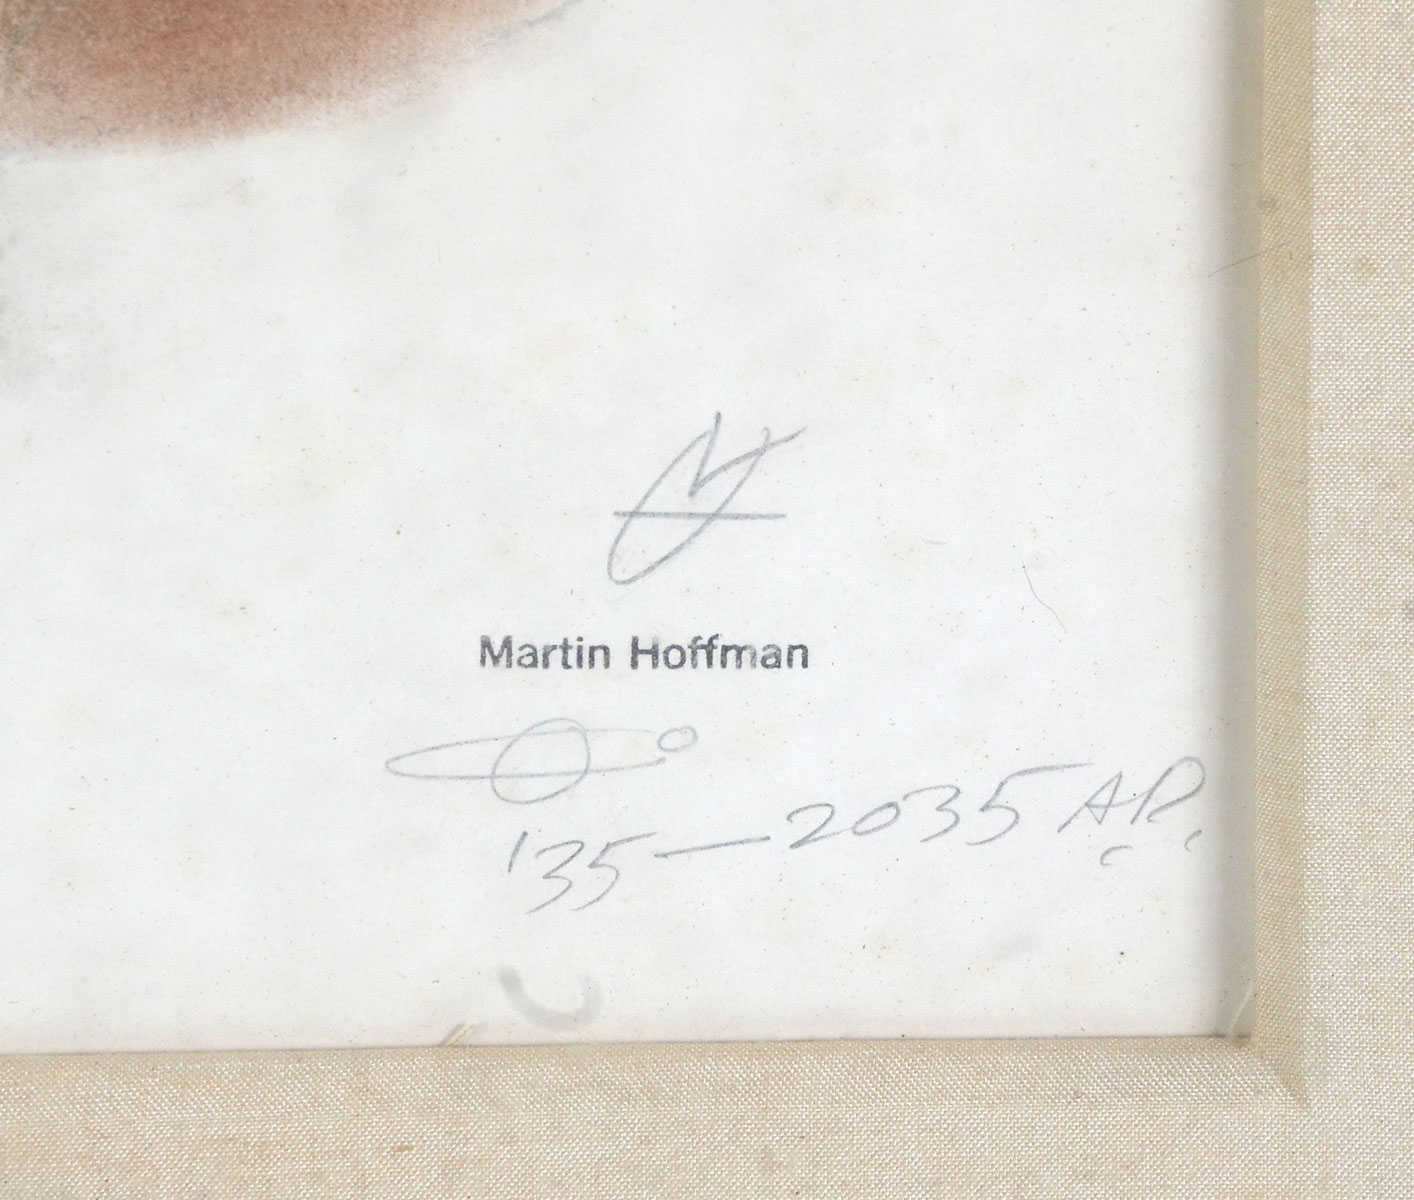 Martin Hoffman
'35—2035 A.P.